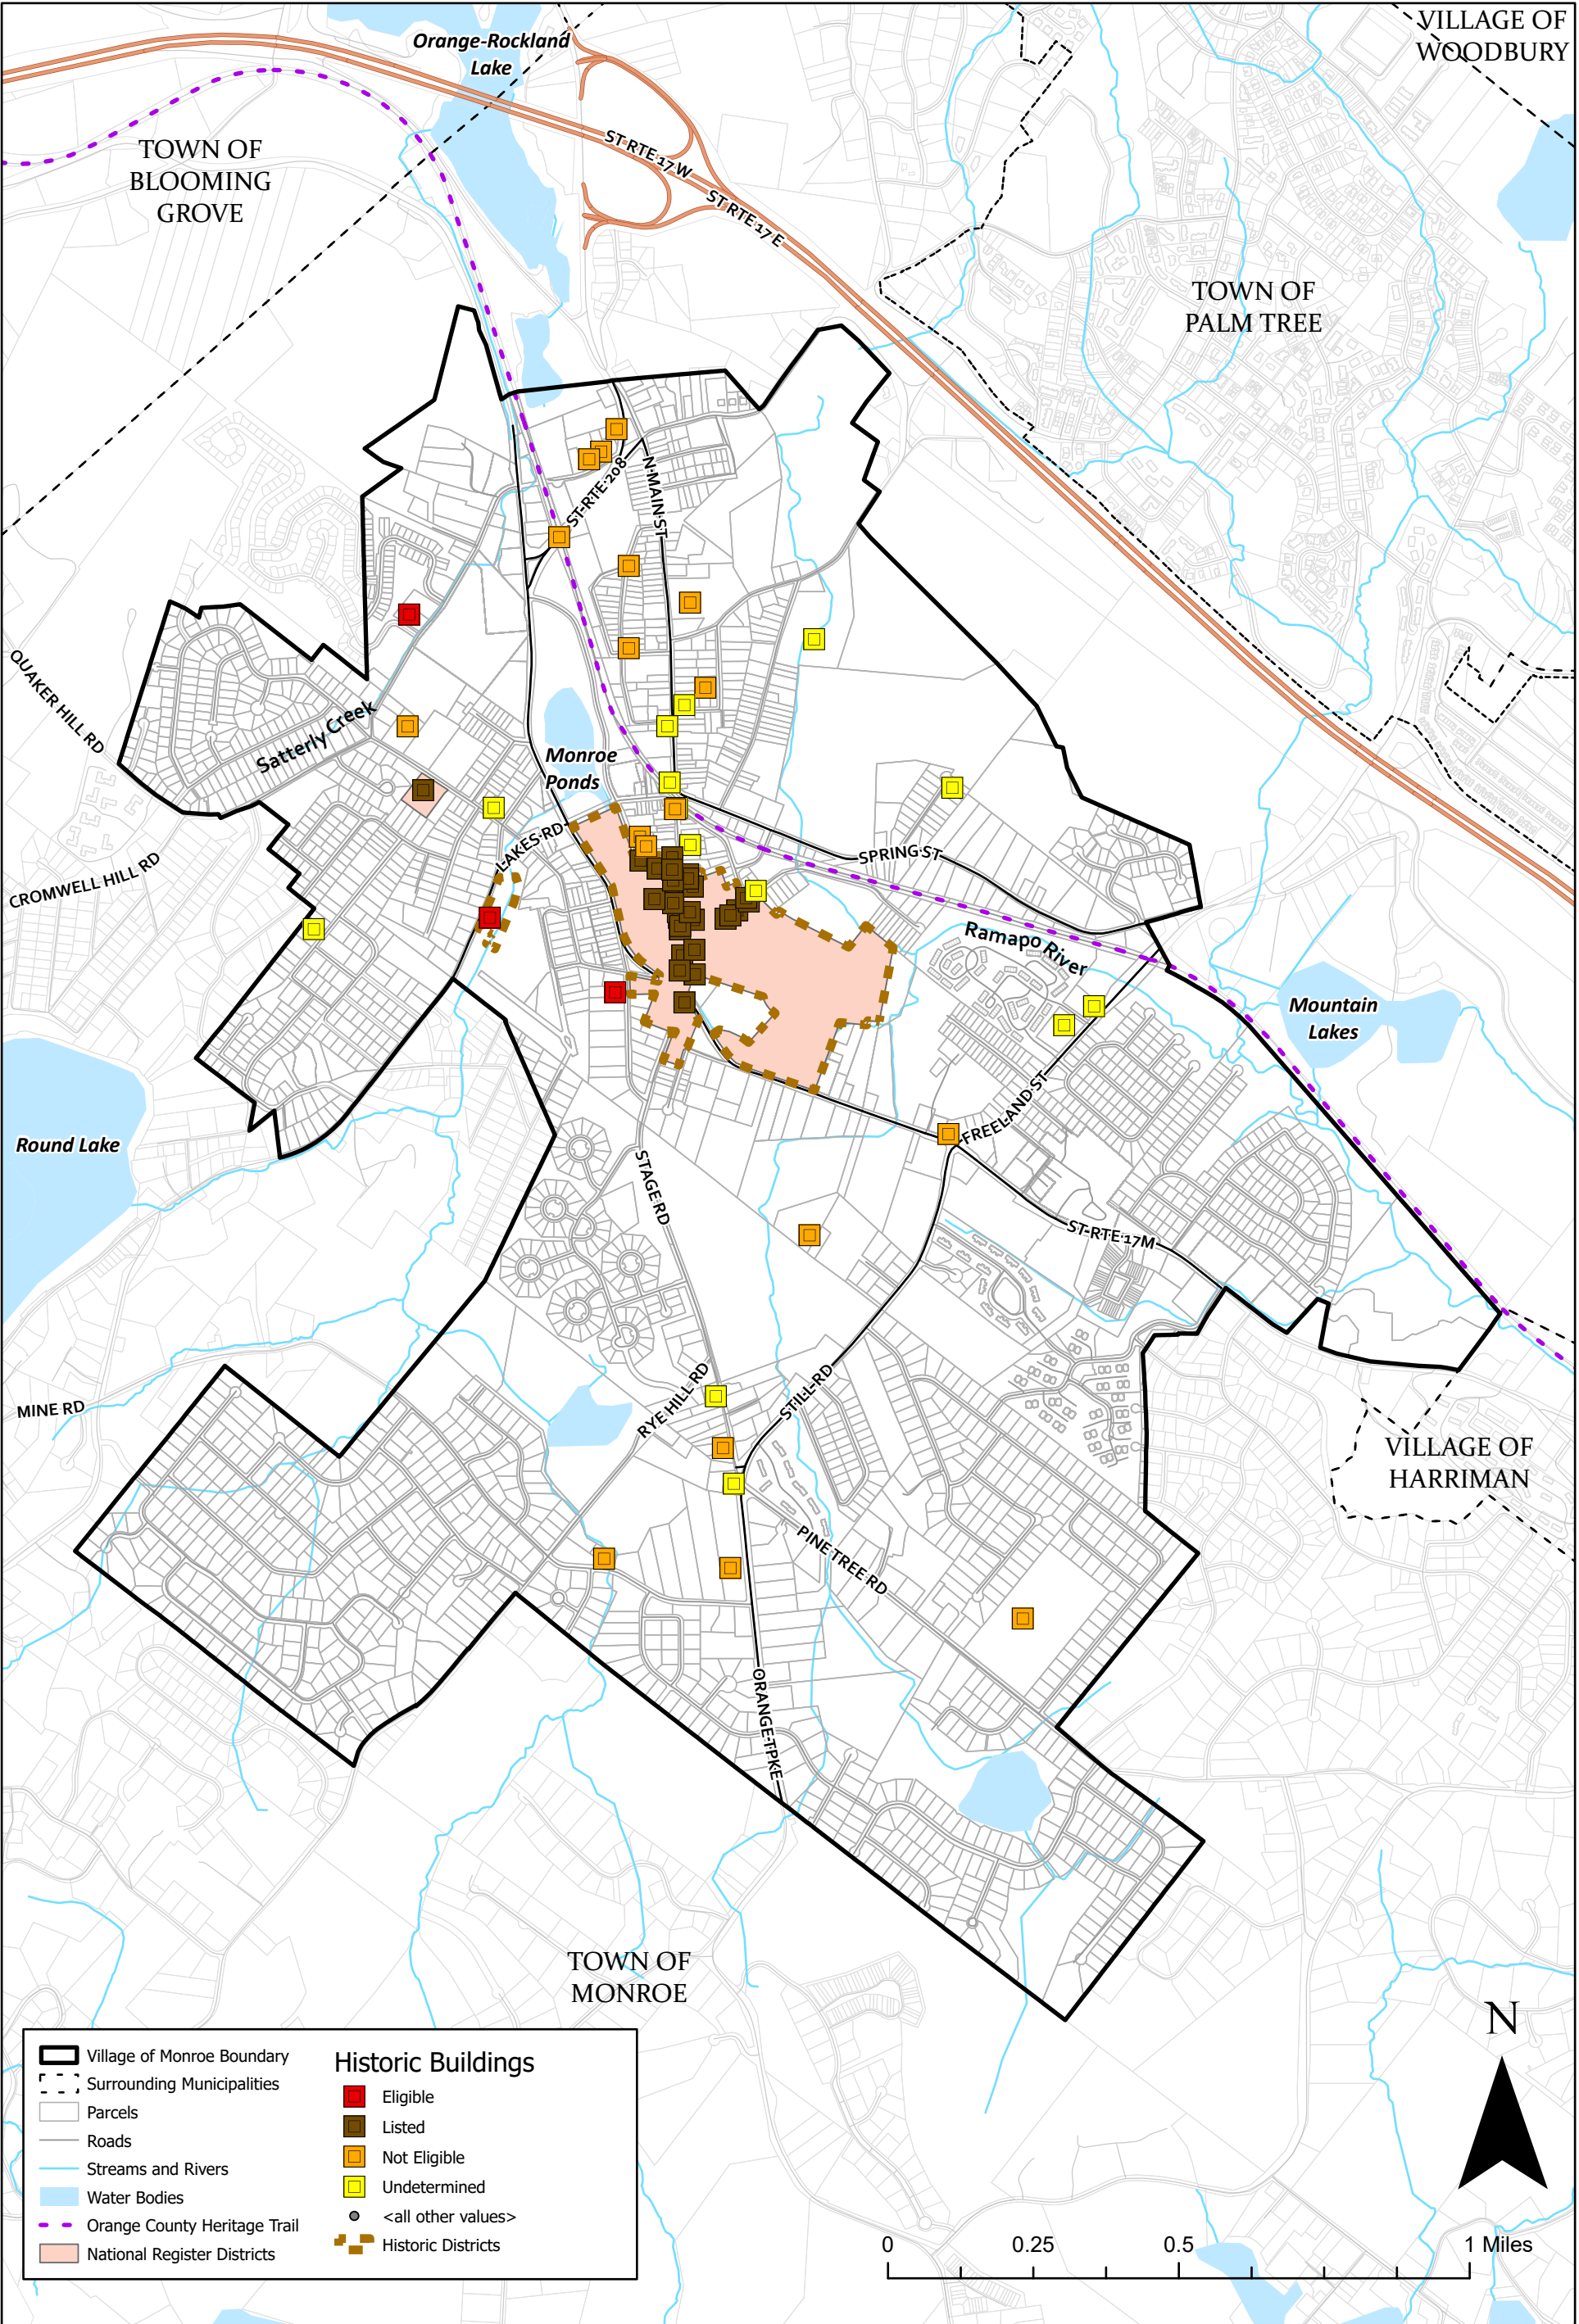 VILLAGE OF
WOODBURY
Orange-Rockland
Lake
ST RTE 17 W
TOWN OF
BLOOMING
GROVE
ST RTE 17 E
TOWN OF
PALM TREE
N MAIN ST
ST RTE 208
QUAKER HILL RD
Satterly Creek
Monroe
Ponds
LAKES RD
SPRING ST
CROMWELL HILL RD
Ramapo River
Mountain
Lakes
FREELAND ST
Round Lake
STAGE RD
ST RTE 17M
RYE HILL RD
STILL RD
MINE RD
VILLAGE OF
HARRIMAN
PINE TREE RD
ORANGE TPKE
TOWN OF
MONROE
N
Village of Monroe Boundary
Surrounding Municipalities
Parcels
Roads
Streams and Rivers
Water Bodies
Orange County Heritage Trail
National Register Districts
Historic Buildings
Eligible
Listed
Not Eligible
Undetermined
<all other values>
Historic Districts
0 0.25 0.5 1 Miles